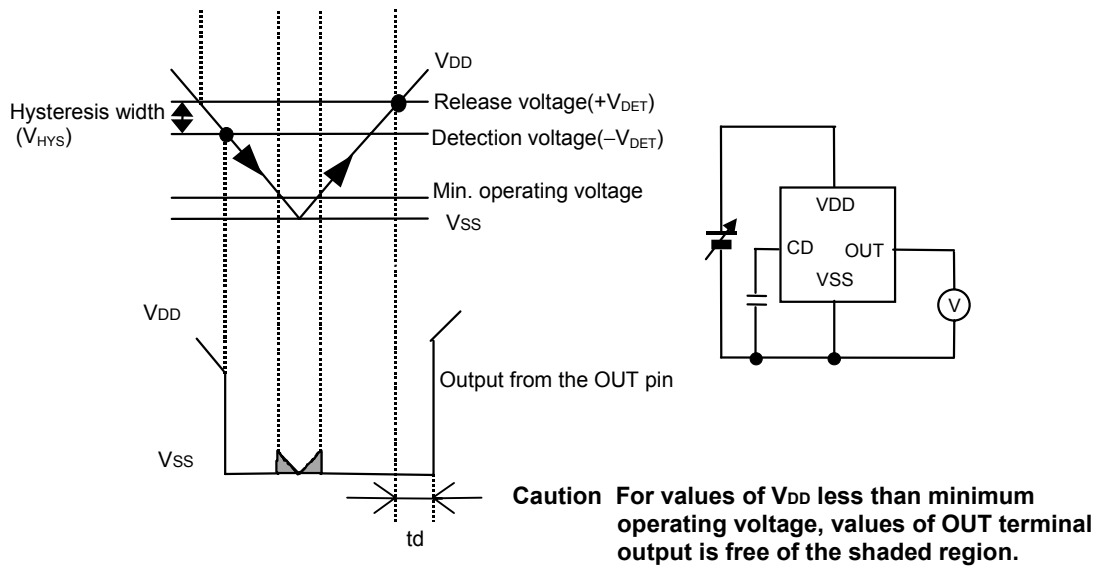 VDD
Release voltage(+VDET)
Hysteresis width
(VHYS)
Detection voltage(−VDET)
Min. operating voltage
VSS
VDD
CD OUT
VSS
V
VDD
Output from the OUT pin
VSS
td
Caution For values of VDD less than minimum
operating voltage, values of OUT terminal
output is free of the shaded region.